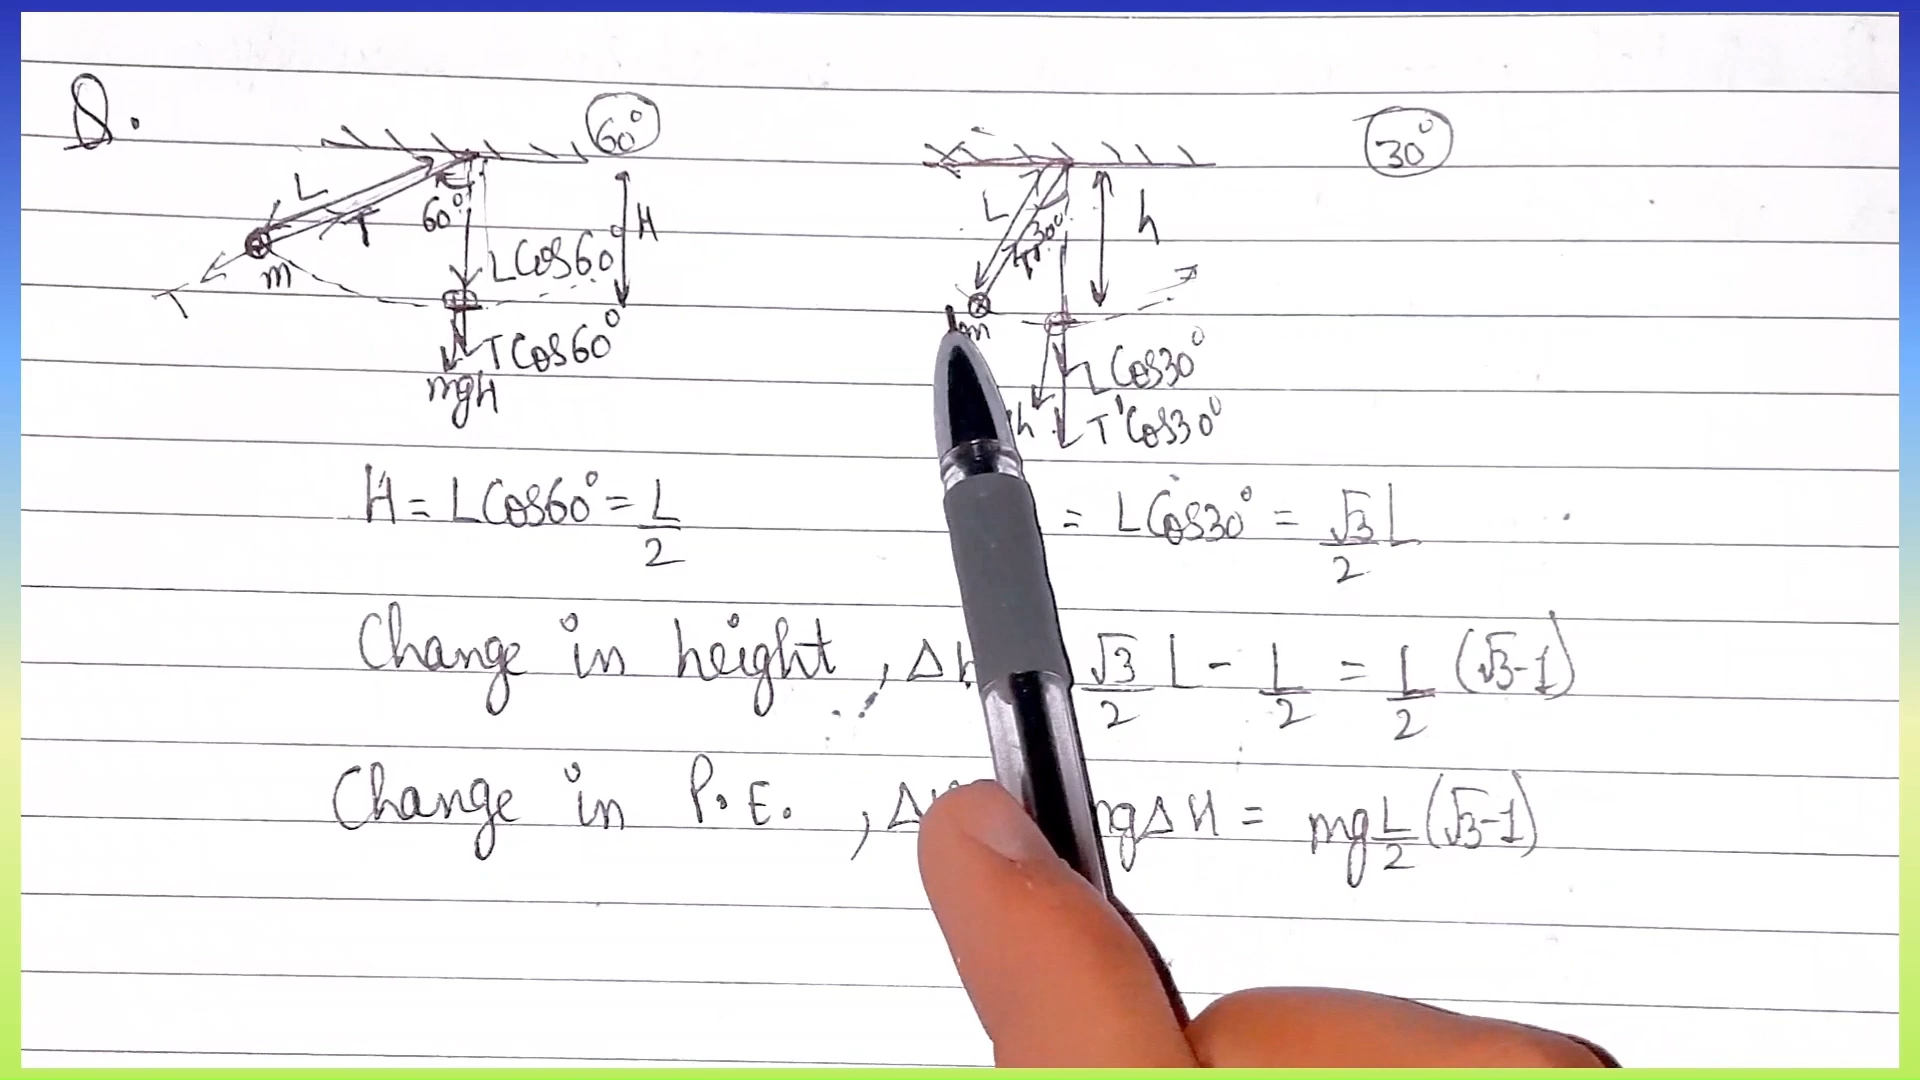 Q.
60°
30°
L
T
60°
H
LCos60°
m
T
TCos60°
mgH
L
30°
h
m
LCos30°
T'Cos30°
H = LCos60° = L/2
= LCos30° = √3/2 L
Change in height, Δ √3/2 L - L/2 = L/2 (√3-1)
Change in P.E., Δ gΔH = mg L/2 (√3-1)